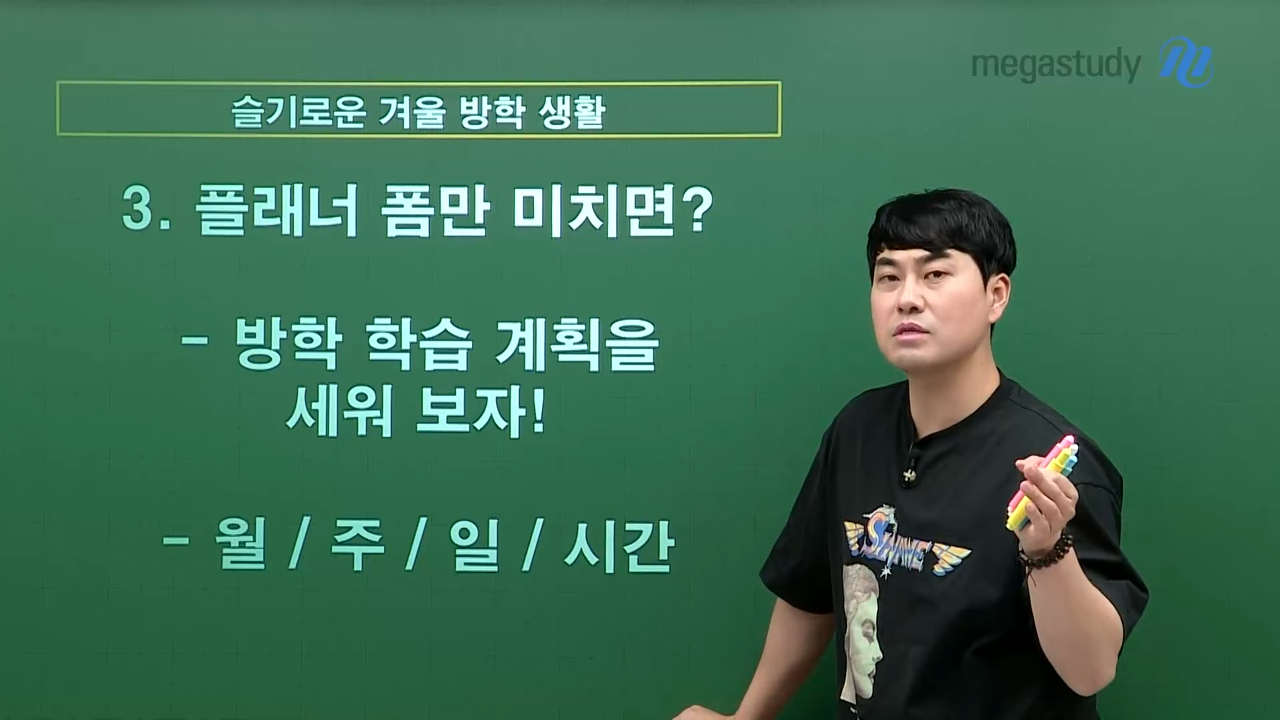 megastudy
슬기로운 겨울 방학 생활
3. 플래너 폼만 미치면?
- 방학 학습 계획을
세워 보자!
- 월 / 주 / 일 / 시간